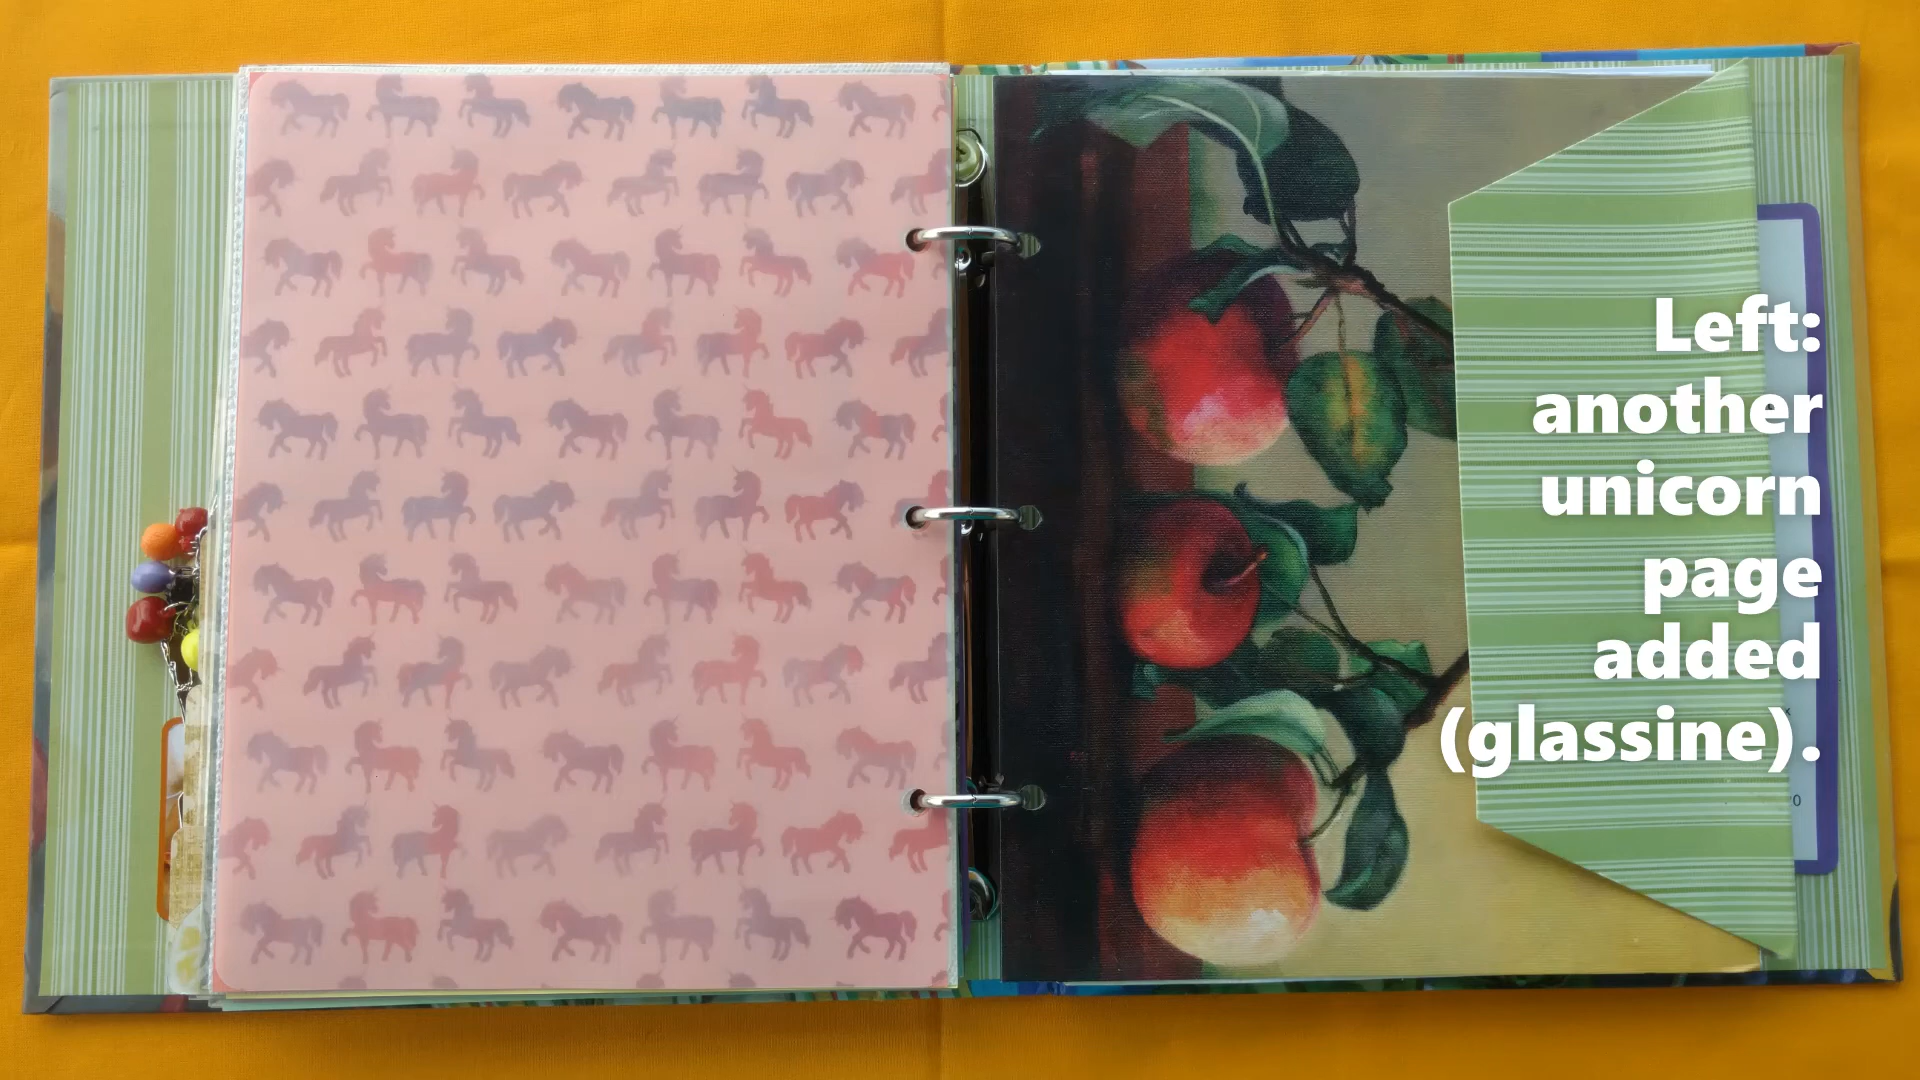 Left:
another
unicorn
page
added
(glassine).